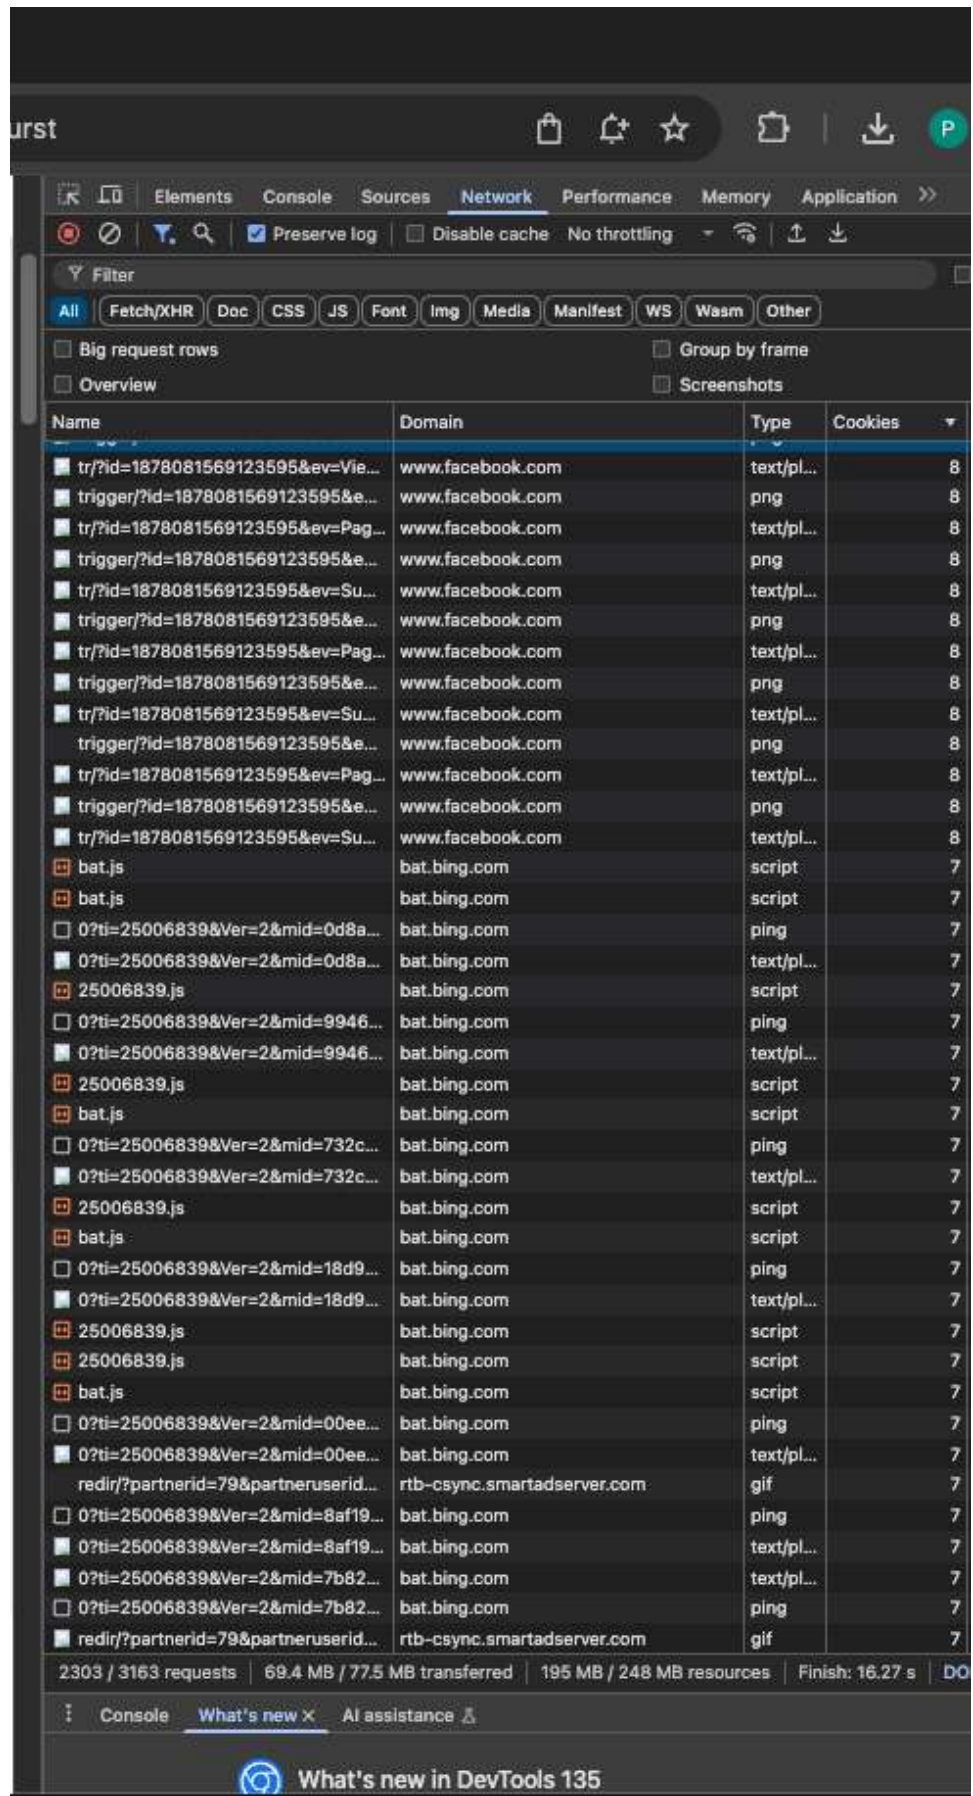 urst
P
Elements Console Sources Network Performance Memory Application
Preserve log Disable cache No throttling
Filter
All Fetch/XHR Doc CSS JS Font Img Media Manifest WS Wasm Other
Big request rows Group by frame
Overview Screenshots
Name Domain Type Cookies
tr/?id=1878081569123595&ev=Vie... www.facebook.com text/pl... 8
trigger/?id=1878081569123595&e... www.facebook.com png 8
tr/?id=1878081569123595&ev=Pag... www.facebook.com text/pl... 8
trigger/?id=1878081569123595&e... www.facebook.com png 8
tr/?id=1878081569123595&ev=Su... www.facebook.com text/pl... 8
trigger/?id=1878081569123595&e... www.facebook.com png 8
tr/?id=1878081569123595&ev=Pag... www.facebook.com text/pl... 8
trigger/?id=1878081569123595&e... www.facebook.com png 8
tr/?id=1878081569123595&ev=Su... www.facebook.com text/pl... 8
trigger/?id=1878081569123595&e... www.facebook.com png 8
tr/?id=1878081569123595&ev=Pag... www.facebook.com text/pl... 8
trigger/?id=1878081569123595&e... www.facebook.com png 8
tr/?id=1878081569123595&ev=Su... www.facebook.com text/pl... 8
bat.js bat.bing.com script 7
bat.js bat.bing.com script 7
0?ti=25006839&Ver=2&mid=0d8a... bat.bing.com ping 7
0?ti=25006839&Ver=2&mid=0d8a... bat.bing.com text/pl... 7
25006839.js bat.bing.com script 7
0?ti=25006839&Ver=2&mid=9946... bat.bing.com ping 7
0?ti=25006839&Ver=2&mid=9946... bat.bing.com text/pl... 7
25006839.js bat.bing.com script 7
bat.js bat.bing.com script 7
0?ti=25006839&Ver=2&mid=732c... bat.bing.com ping 7
0?ti=25006839&Ver=2&mid=732c... bat.bing.com text/pl... 7
25006839.js bat.bing.com script 7
bat.js bat.bing.com script 7
0?ti=25006839&Ver=2&mid=18d9... bat.bing.com ping 7
0?ti=25006839&Ver=2&mid=18d9... bat.bing.com text/pl... 7
25006839.js bat.bing.com script 7
25006839.js bat.bing.com script 7
bat.js bat.bing.com script 7
0?ti=25006839&Ver=2&mid=00ee... bat.bing.com ping 7
0?ti=25006839&Ver=2&mid=00ee... bat.bing.com text/pl... 7
redir/?partnerid=79&partneruserid... rtb-csync.smartadserver.com gif 7
0?ti=25006839&Ver=2&mid=8af19... bat.bing.com ping 7
0?ti=25006839&Ver=2&mid=8af19... bat.bing.com text/pl... 7
0?ti=25006839&Ver=2&mid=7b82... bat.bing.com text/pl... 7
0?ti=25006839&Ver=2&mid=7b82... bat.bing.com ping 7
redir/?partnerid=79&partneruserid... rtb-csync.smartadserver.com gif 7
2303 / 3163 requests 69.4 MB / 77.5 MB transferred 195 MB / 248 MB resources Finish: 16.27 s DO
Console What's new × AI assistance
What's new in DevTools 135